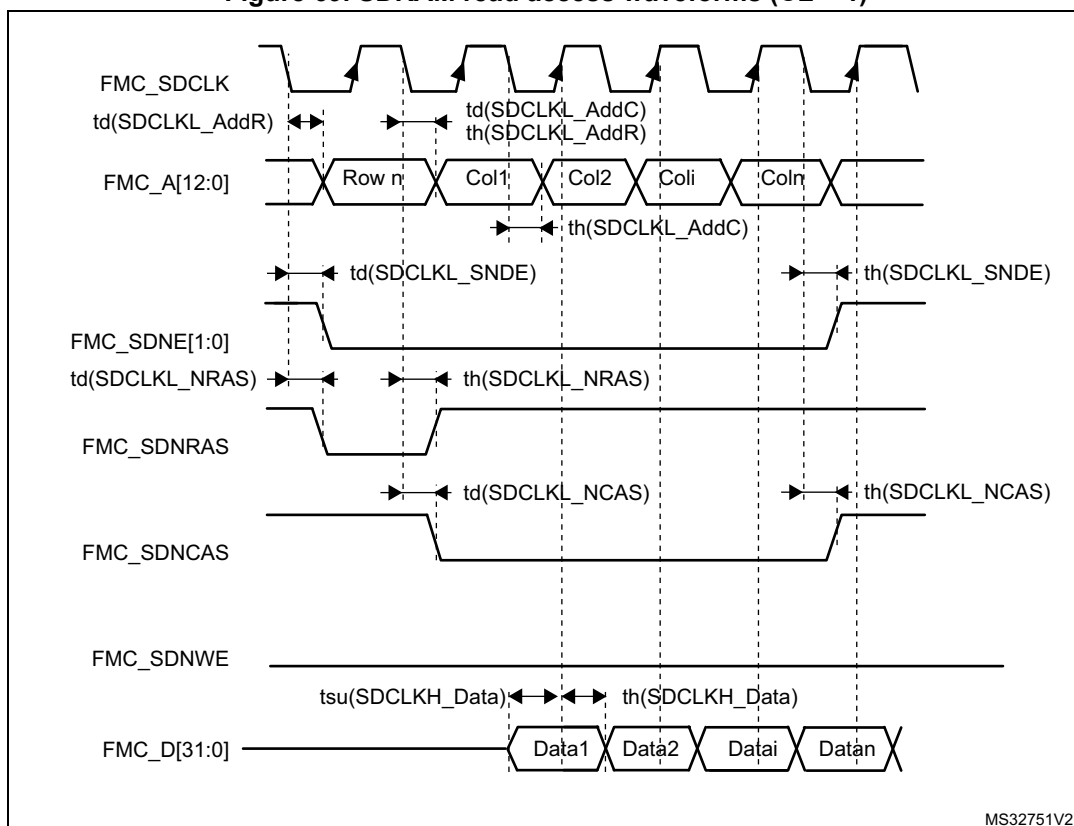 FMC_SDCLK
td(SDCLKL_AddR)
td(SDCLKL_AddC)
th(SDCLKL_AddR)
FMC_A[12:0]
Row n
Col1
Col2
Coli
Coln
th(SDCLKL_AddC)
td(SDCLKL_SNDE)
th(SDCLKL_SNDE)
FMC_SDNE[1:0]
td(SDCLKL_NRAS)
th(SDCLKL_NRAS)
FMC_SDNRAS
td(SDCLKL_NCAS)
th(SDCLKL_NCAS)
FMC_SDNCAS
FMC_SDNWE
tsu(SDCLKH_Data)
th(SDCLKH_Data)
FMC_D[31:0]
Data1
Data2
Datai
Datan
MS32751V2